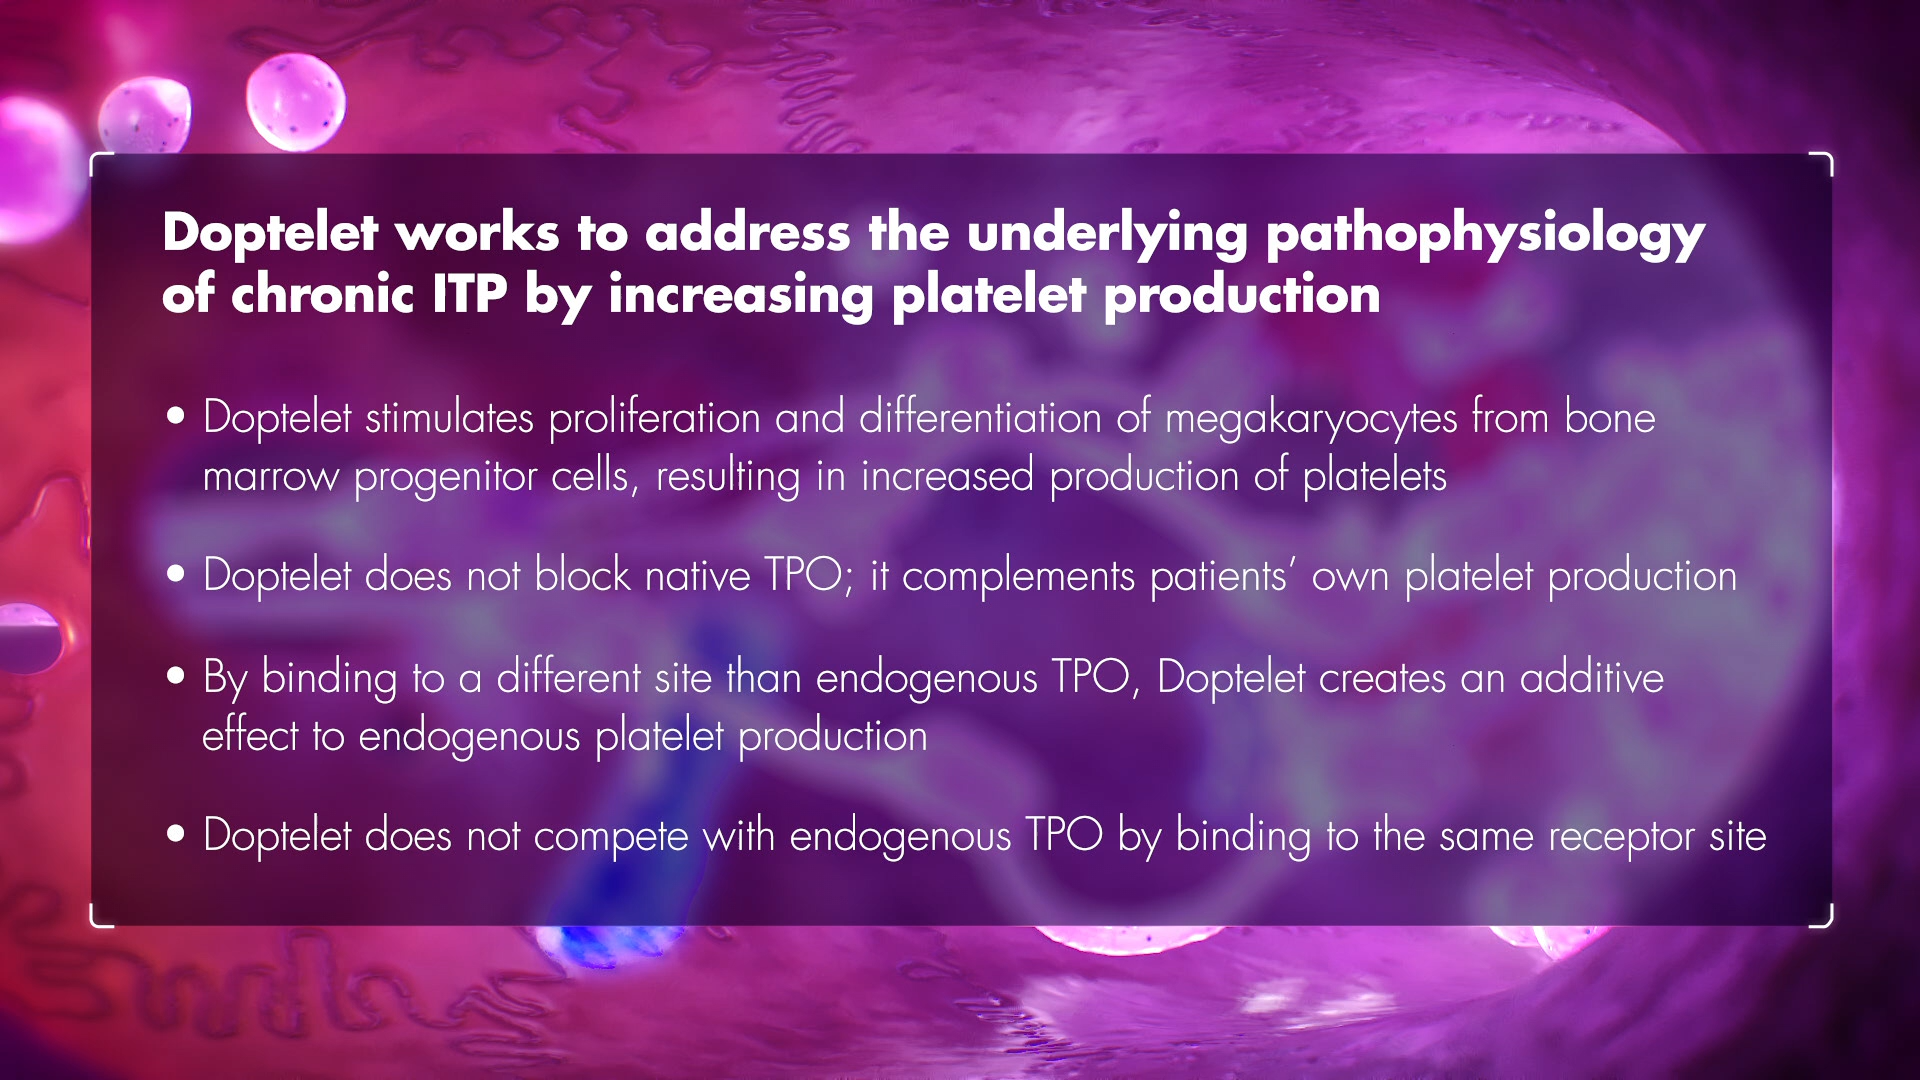 Doptelet works to address the underlying pathophysiology
of chronic ITP by increasing platelet production
• Doptelet stimulates proliferation and differentiation of megakaryocytes from bone
marrow progenitor cells, resulting in increased production of platelets
• Doptelet does not block native TPO; it complements patients’ own platelet production
• By binding to a different site than endogenous TPO, Doptelet creates an additive
effect to endogenous platelet production
• Doptelet does not compete with endogenous TPO by binding to the same receptor site